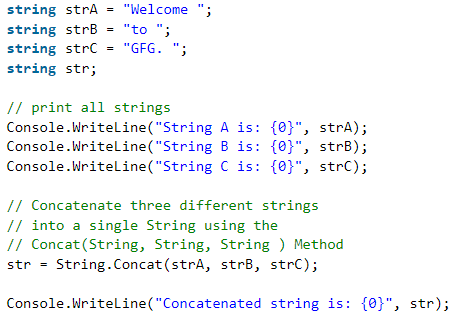 string strA = "Welcome ";
string strB = "to ";
string strC = "GFG. ";
string str;
// print all strings
Console.WriteLine("String A is: {0}", strA);
Console.WriteLine("String B is: {0}", strB);
Console.WriteLine("String C is: {0}", strC);
// Concatenate three different strings
// into a single String using the
// Concat(String, String, String ) Method
str = String.Concat(strA, strB, strC);
Console.WriteLine("Concatenated string is: {0}", str);